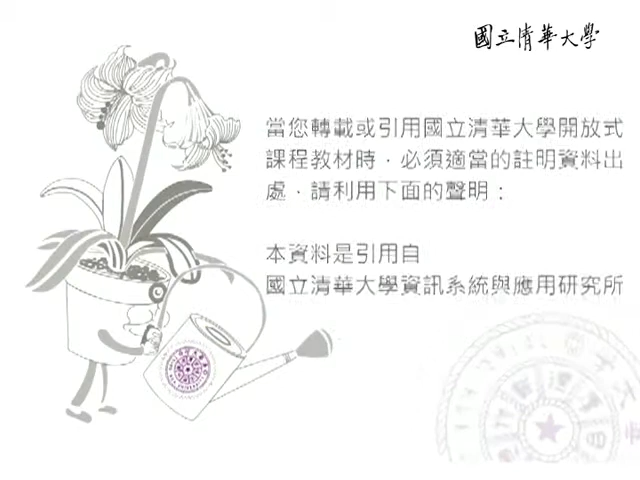 國立清華大學
當您轉載或引用國立清華大學開放式
課程教材時，必須適當的註明資料出
處，請利用下面的聲明：
本資料是引用自
國立清華大學資訊系統與應用研究所